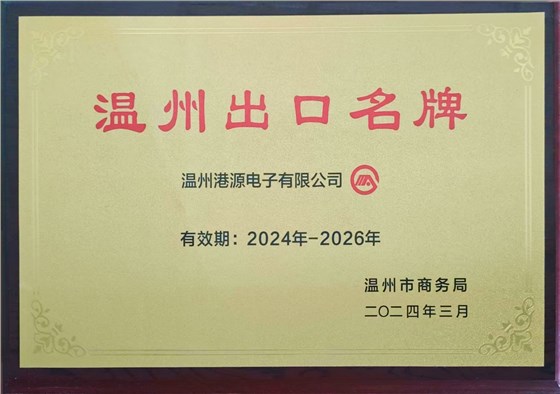 温州出口名牌
温州港源电子有限公司
有效期：2024年-2026年
温州市商务局
二〇二四年三月